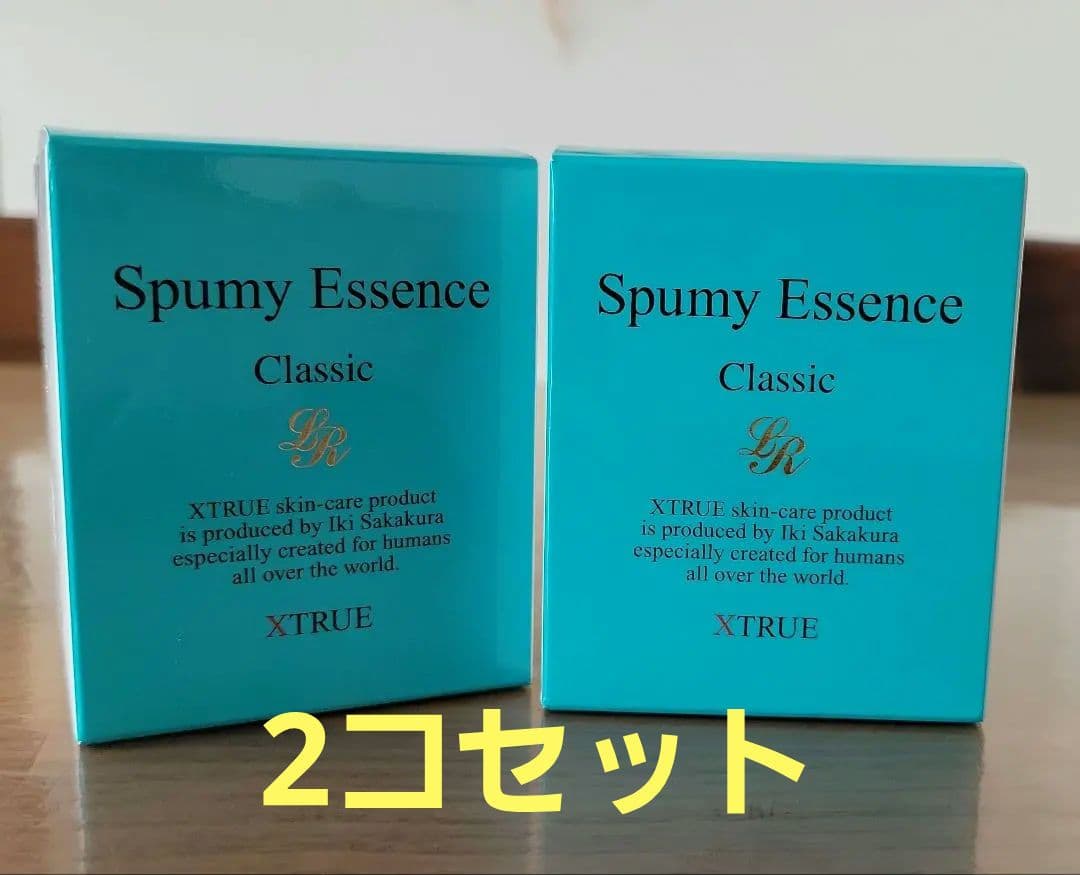 Spumy Essence
Classic
LR
XTRUE skin-care product
is produced by Iki Sakakura
especially created for humans
all over the world.
XTRUE
Spumy Essence
Classic
LR
XTRUE skin-care product
is produced by Iki Sakakura
especially created for humans
all over the world.
XTRUE
2コセット